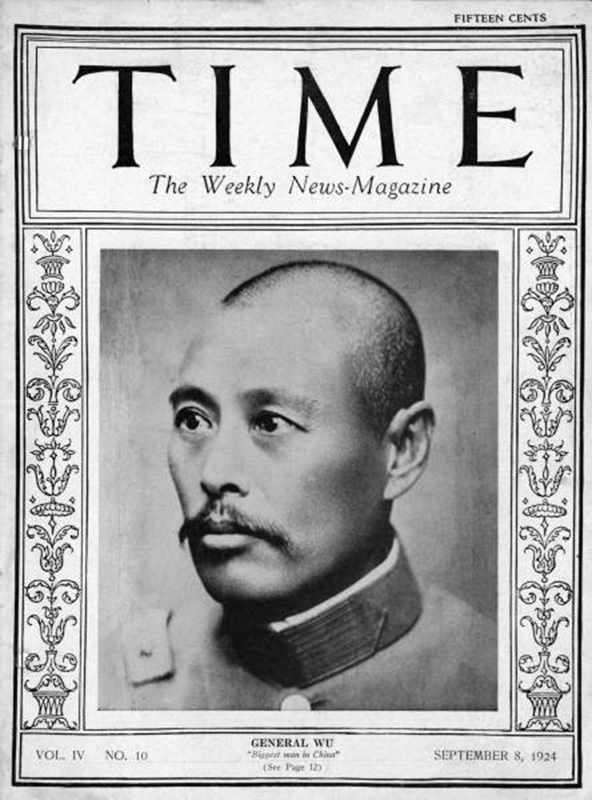 FIFTEEN CENTS
TIME
The Weekly News-Magazine
GENERAL WU
"Biggest man in China"
(See Page 12)
VOL. IV NO. 10
SEPTEMBER 8, 1924